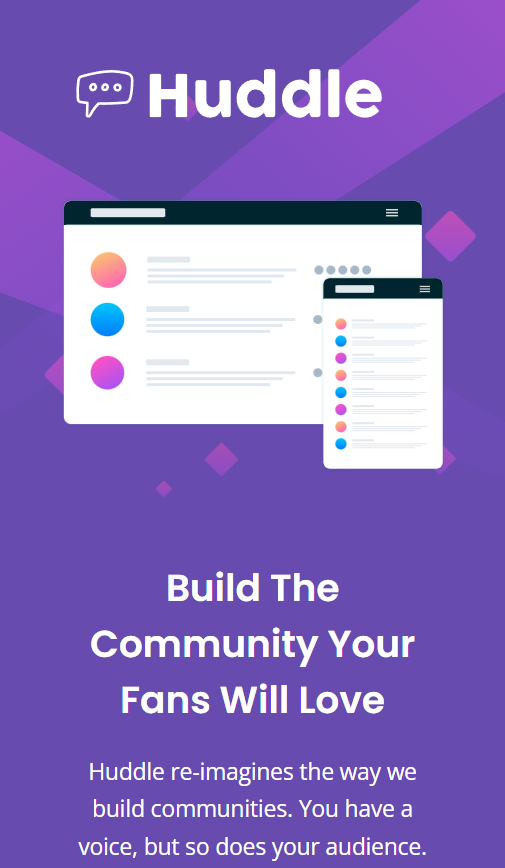 Huddle
Build The
Community Your
Fans Will Love
Huddle re-imagines the way we
build communities. You have a
voice, but so does your audience.